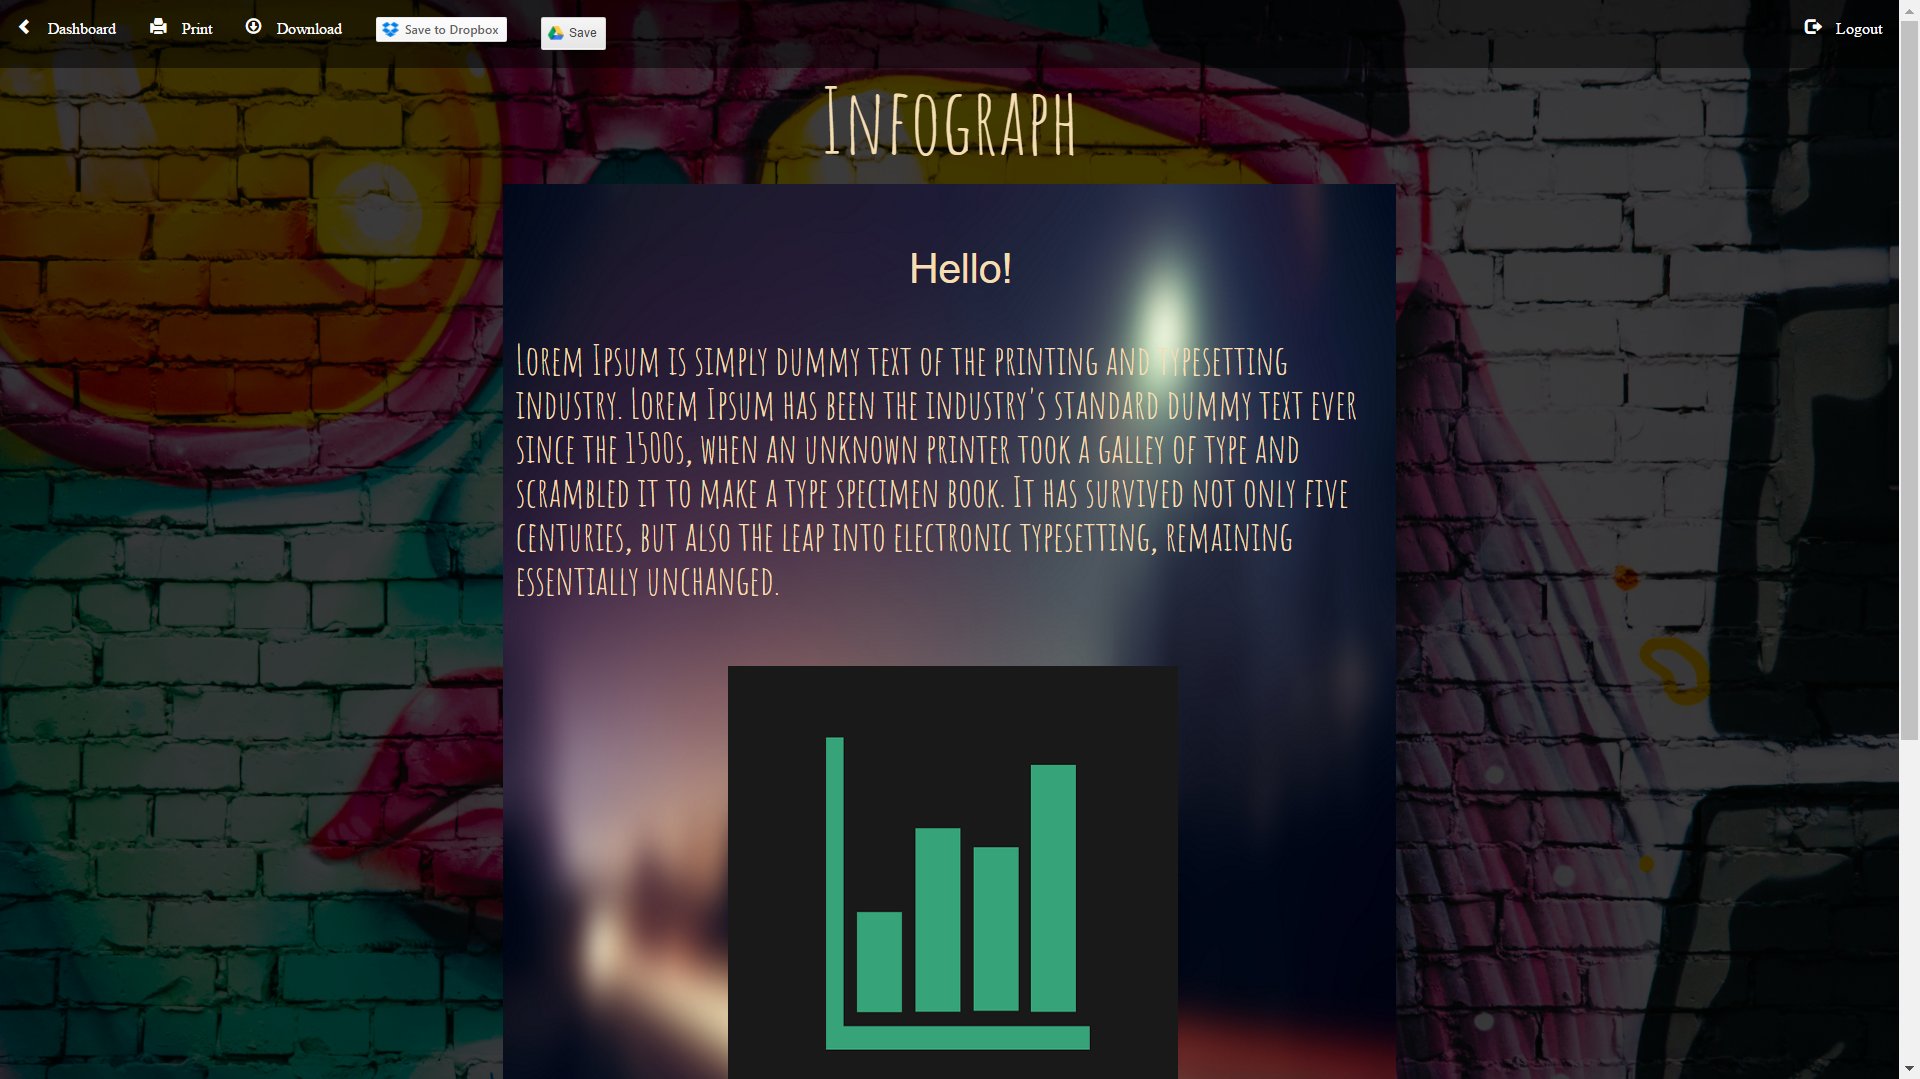 Dashboard Print Download Save to Dropbox Save Logout
Infograph
Hello!
Lorem Ipsum is simply dummy text of the printing and typesetting
industry. Lorem Ipsum has been the industry's standard dummy text ever
since the 1500s, when an unknown printer took a galley of type and
scrambled it to make a type specimen book. It has survived not only five
centuries, but also the leap into electronic typesetting, remaining
essentially unchanged.